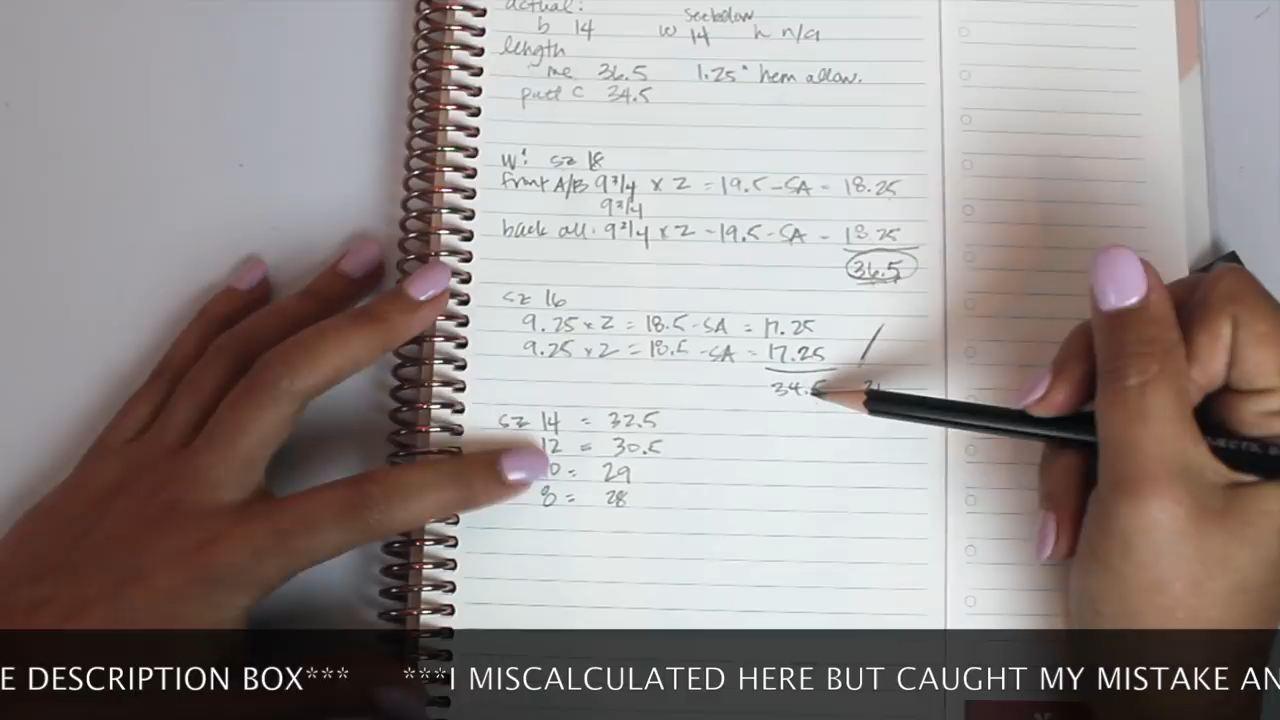 actual:
see below
b 14 w 14 h n/a
length
me 36.5 1.25" hem allow.
patt C 34.5
W: sz 18
front A/B 9 3/4 x 2 = 19.5 - SA = 18.25
9 3/4
back all: 9 3/4 x 2 = 19.5 - SA = 18.25
36.5
sz 16
9.25 x 2 = 18.5 - SA = 17.25
9.25 x 2 = 18.5 - SA = 17.25
34.5
sz 14 = 32.5
12 = 30.5
0 = 29
8 = 28
E DESCRIPTION BOX*** ***I MISCALCULATED HERE BUT CAUGHT MY MISTAKE AN